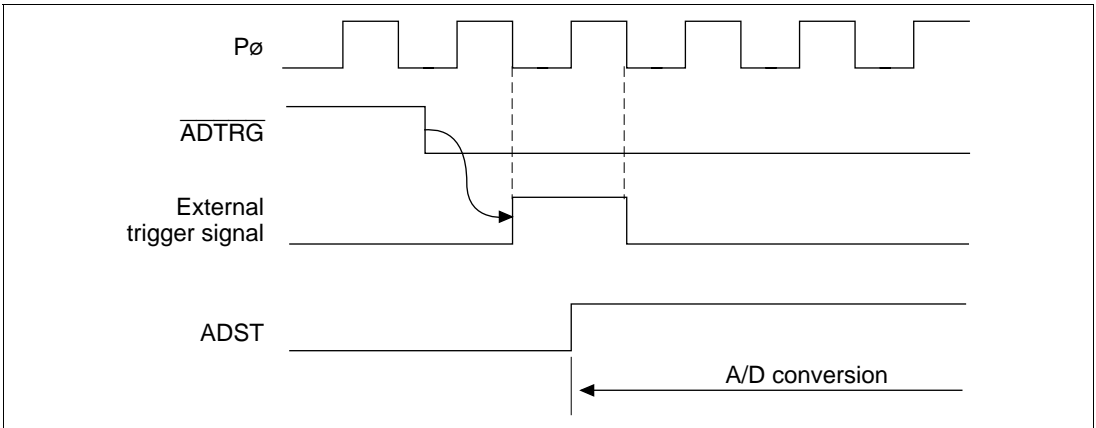 Pø
ADTRG
External
trigger signal
ADST
A/D conversion